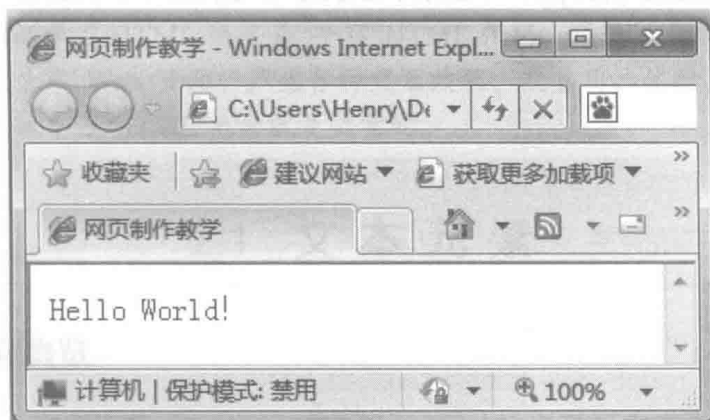 网页制作教学 - Windows Internet Expl...
C:\Users\Henry\De
收藏夹 建议网站 获取更多加载项
网页制作教学
Hello World!
计算机 | 保护模式: 禁用 100%